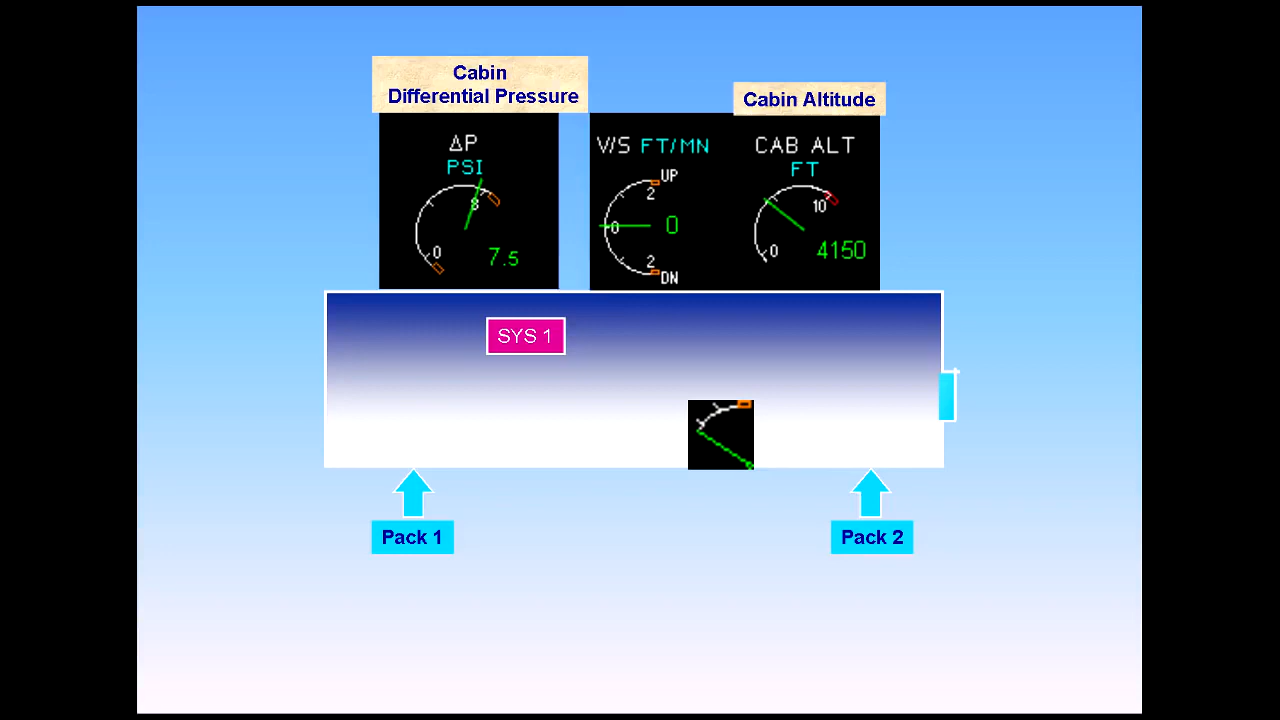 Cabin
Differential Pressure
Cabin Altitude
ΔP
PSI
8
0
7.5
V/S FT/MN
UP
2
0
0
2
DN
CAB ALT
FT
10
0
4150
SYS 1
Pack 1
Pack 2